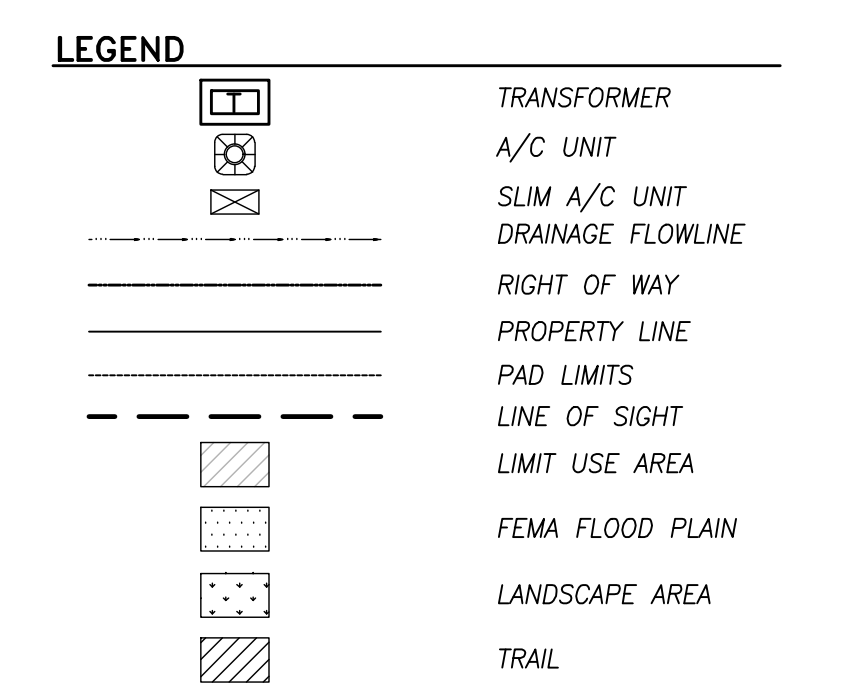 LEGEND
T TRANSFORMER
A/C UNIT
SLIM A/C UNIT
DRAINAGE FLOWLINE
RIGHT OF WAY
PROPERTY LINE
PAD LIMITS
LINE OF SIGHT
LIMIT USE AREA
FEMA FLOOD PLAIN
LANDSCAPE AREA
TRAIL